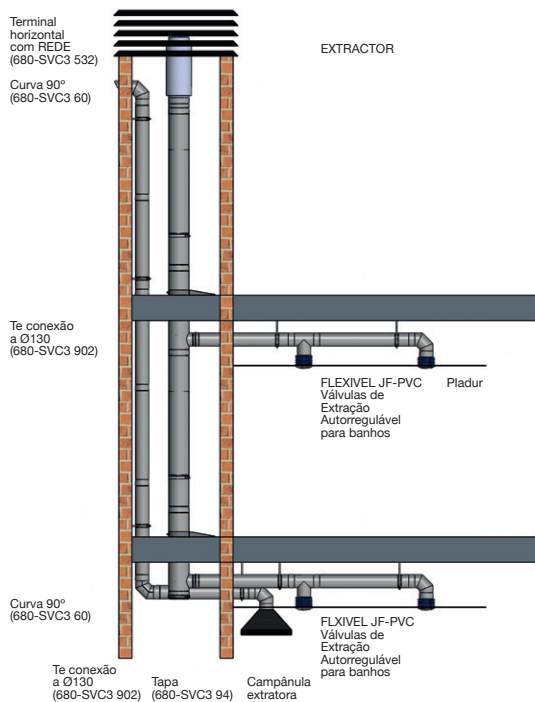 Terminal
horizontal
com REDE
(680-SVC3 532)
EXTRACTOR
Curva 90º
(680-SVC3 60)
Te conexão
a Ø130
(680-SVC3 902)
FLEXIVEL JF-PVC
Válvulas de
Extração
Autorregulável
para banhos
Pladur
Curva 90º
(680-SVC3 60)
FLXIVEL JF-PVC
Válvulas de
Extração
Autorregulável
para banhos
Te conexão
a Ø130
(680-SVC3 902)
Tapa
(680-SVC3 94)
Campânula
extratora